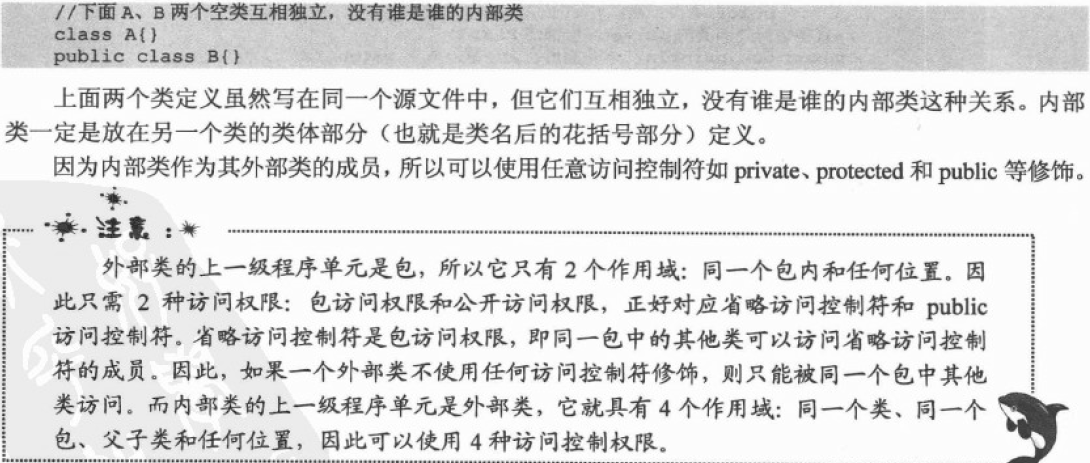 //下面 A、B 两个空类互相独立，没有谁是谁的内部类
class A{}
public class B{}
上面两个类定义虽然写在同一个源文件中，但它们互相独立，没有谁是谁的内部类这种关系。内部
类一定是放在另一个类的类体部分（也就是类名后的花括号部分）定义。
因为内部类作为其外部类的成员，所以可以使用任意访问控制符如 private、protected 和 public 等修饰。
注意：
外部类的上一级程序单元是包，所以它只有 2 个作用域：同一个包内和任何位置。因
此只需 2 种访问权限：包访问权限和公开访问权限，正好对应省略访问控制符和 public
访问控制符。省略访问控制符是包访问权限，即同一包中的其他类可以访问省略访问控制
符的成员。因此，如果一个外部类不使用任何访问控制符修饰，则只能被同一个包中其他
类访问。而内部类的上一级程序单元是外部类，它就具有 4 个作用域：同一个类、同一个
包、父子类和任何位置，因此可以使用 4 种访问控制权限。